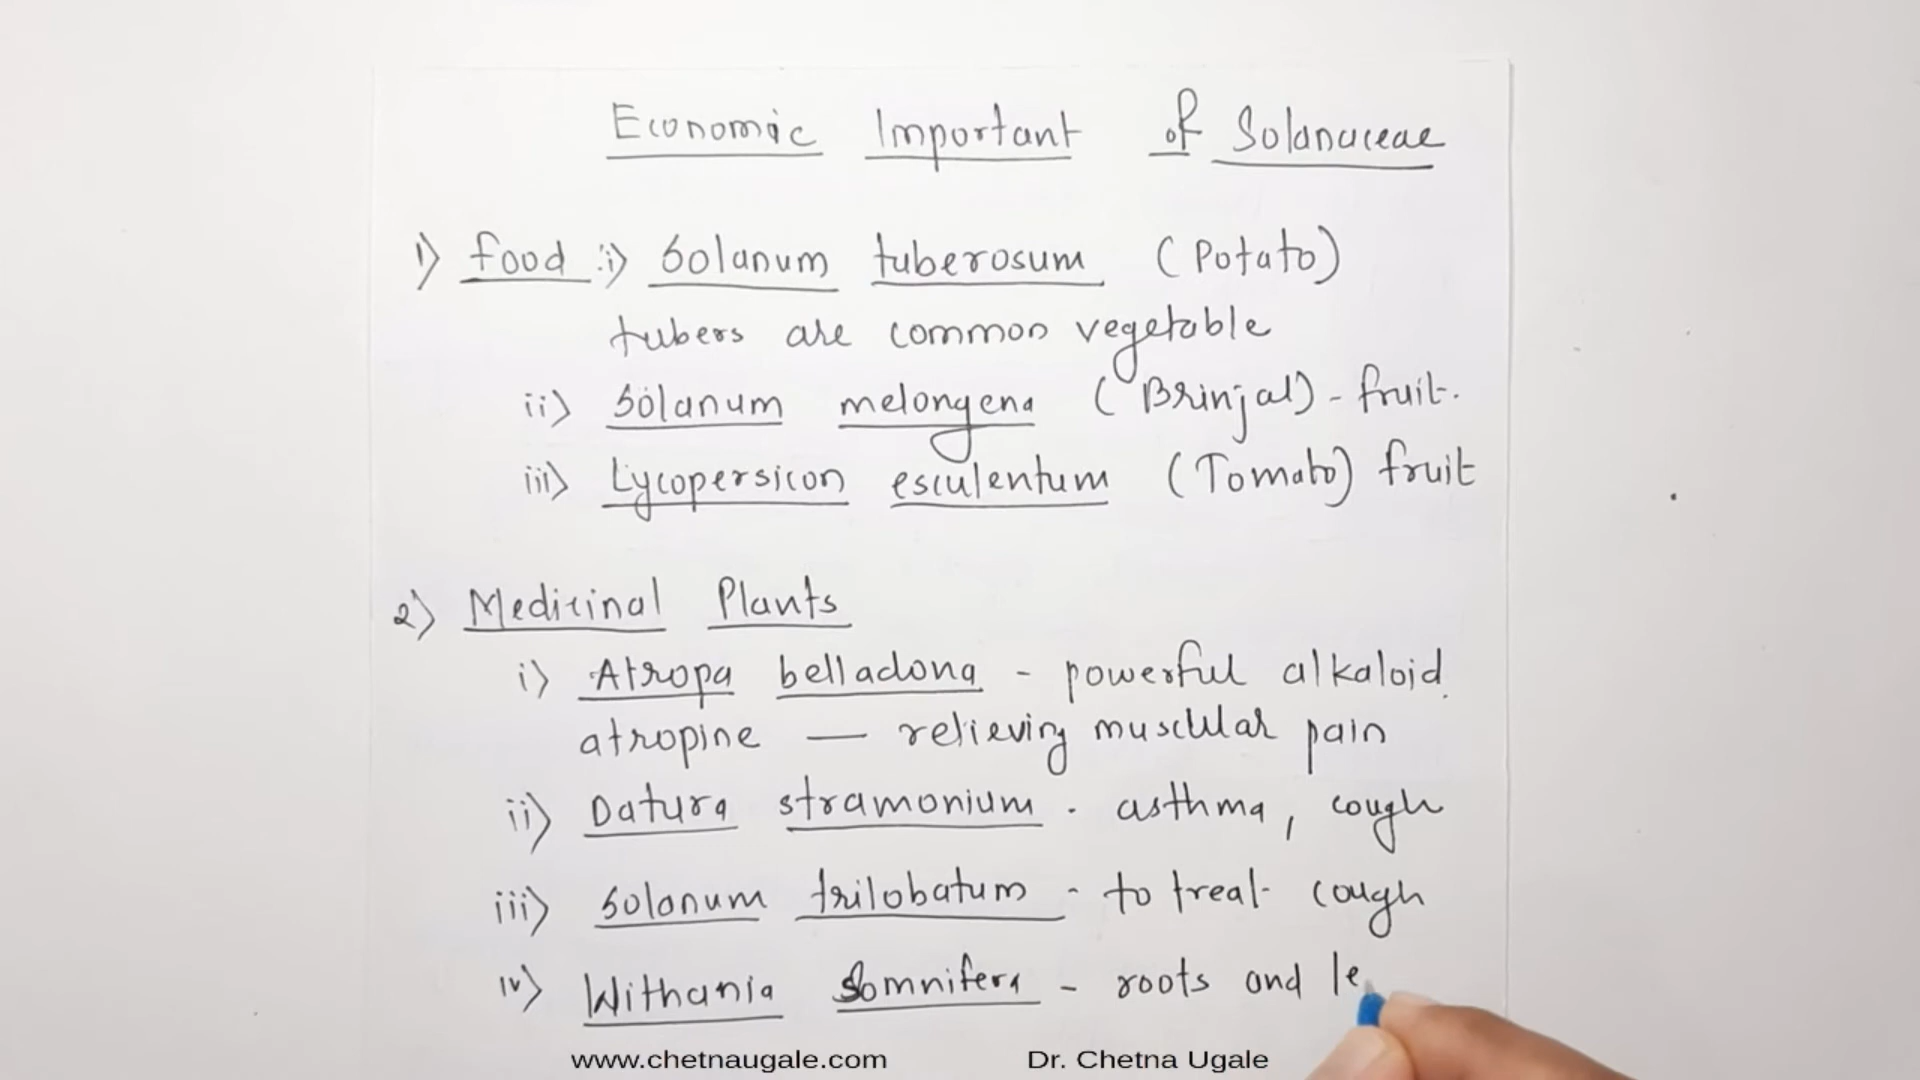 Economic Important of Solanaceae
1) food :i) Solanum tuberosum (Potato)
tubers are common vegetable
ii) Solanum melongena (Brinjal) - fruit.
iii) Lycopersicon esculentum (Tomato) fruit
2) Medicinal Plants
i) Atropa belladona - powerful alkaloid
atropine — relieving muscular pain
ii) Datura stramonium - asthma, cough
iii) Solanum trilobatum - to treat cough
iv) Withania Somnifera - roots and le
www.chetnaugale.com Dr. Chetna Ugale